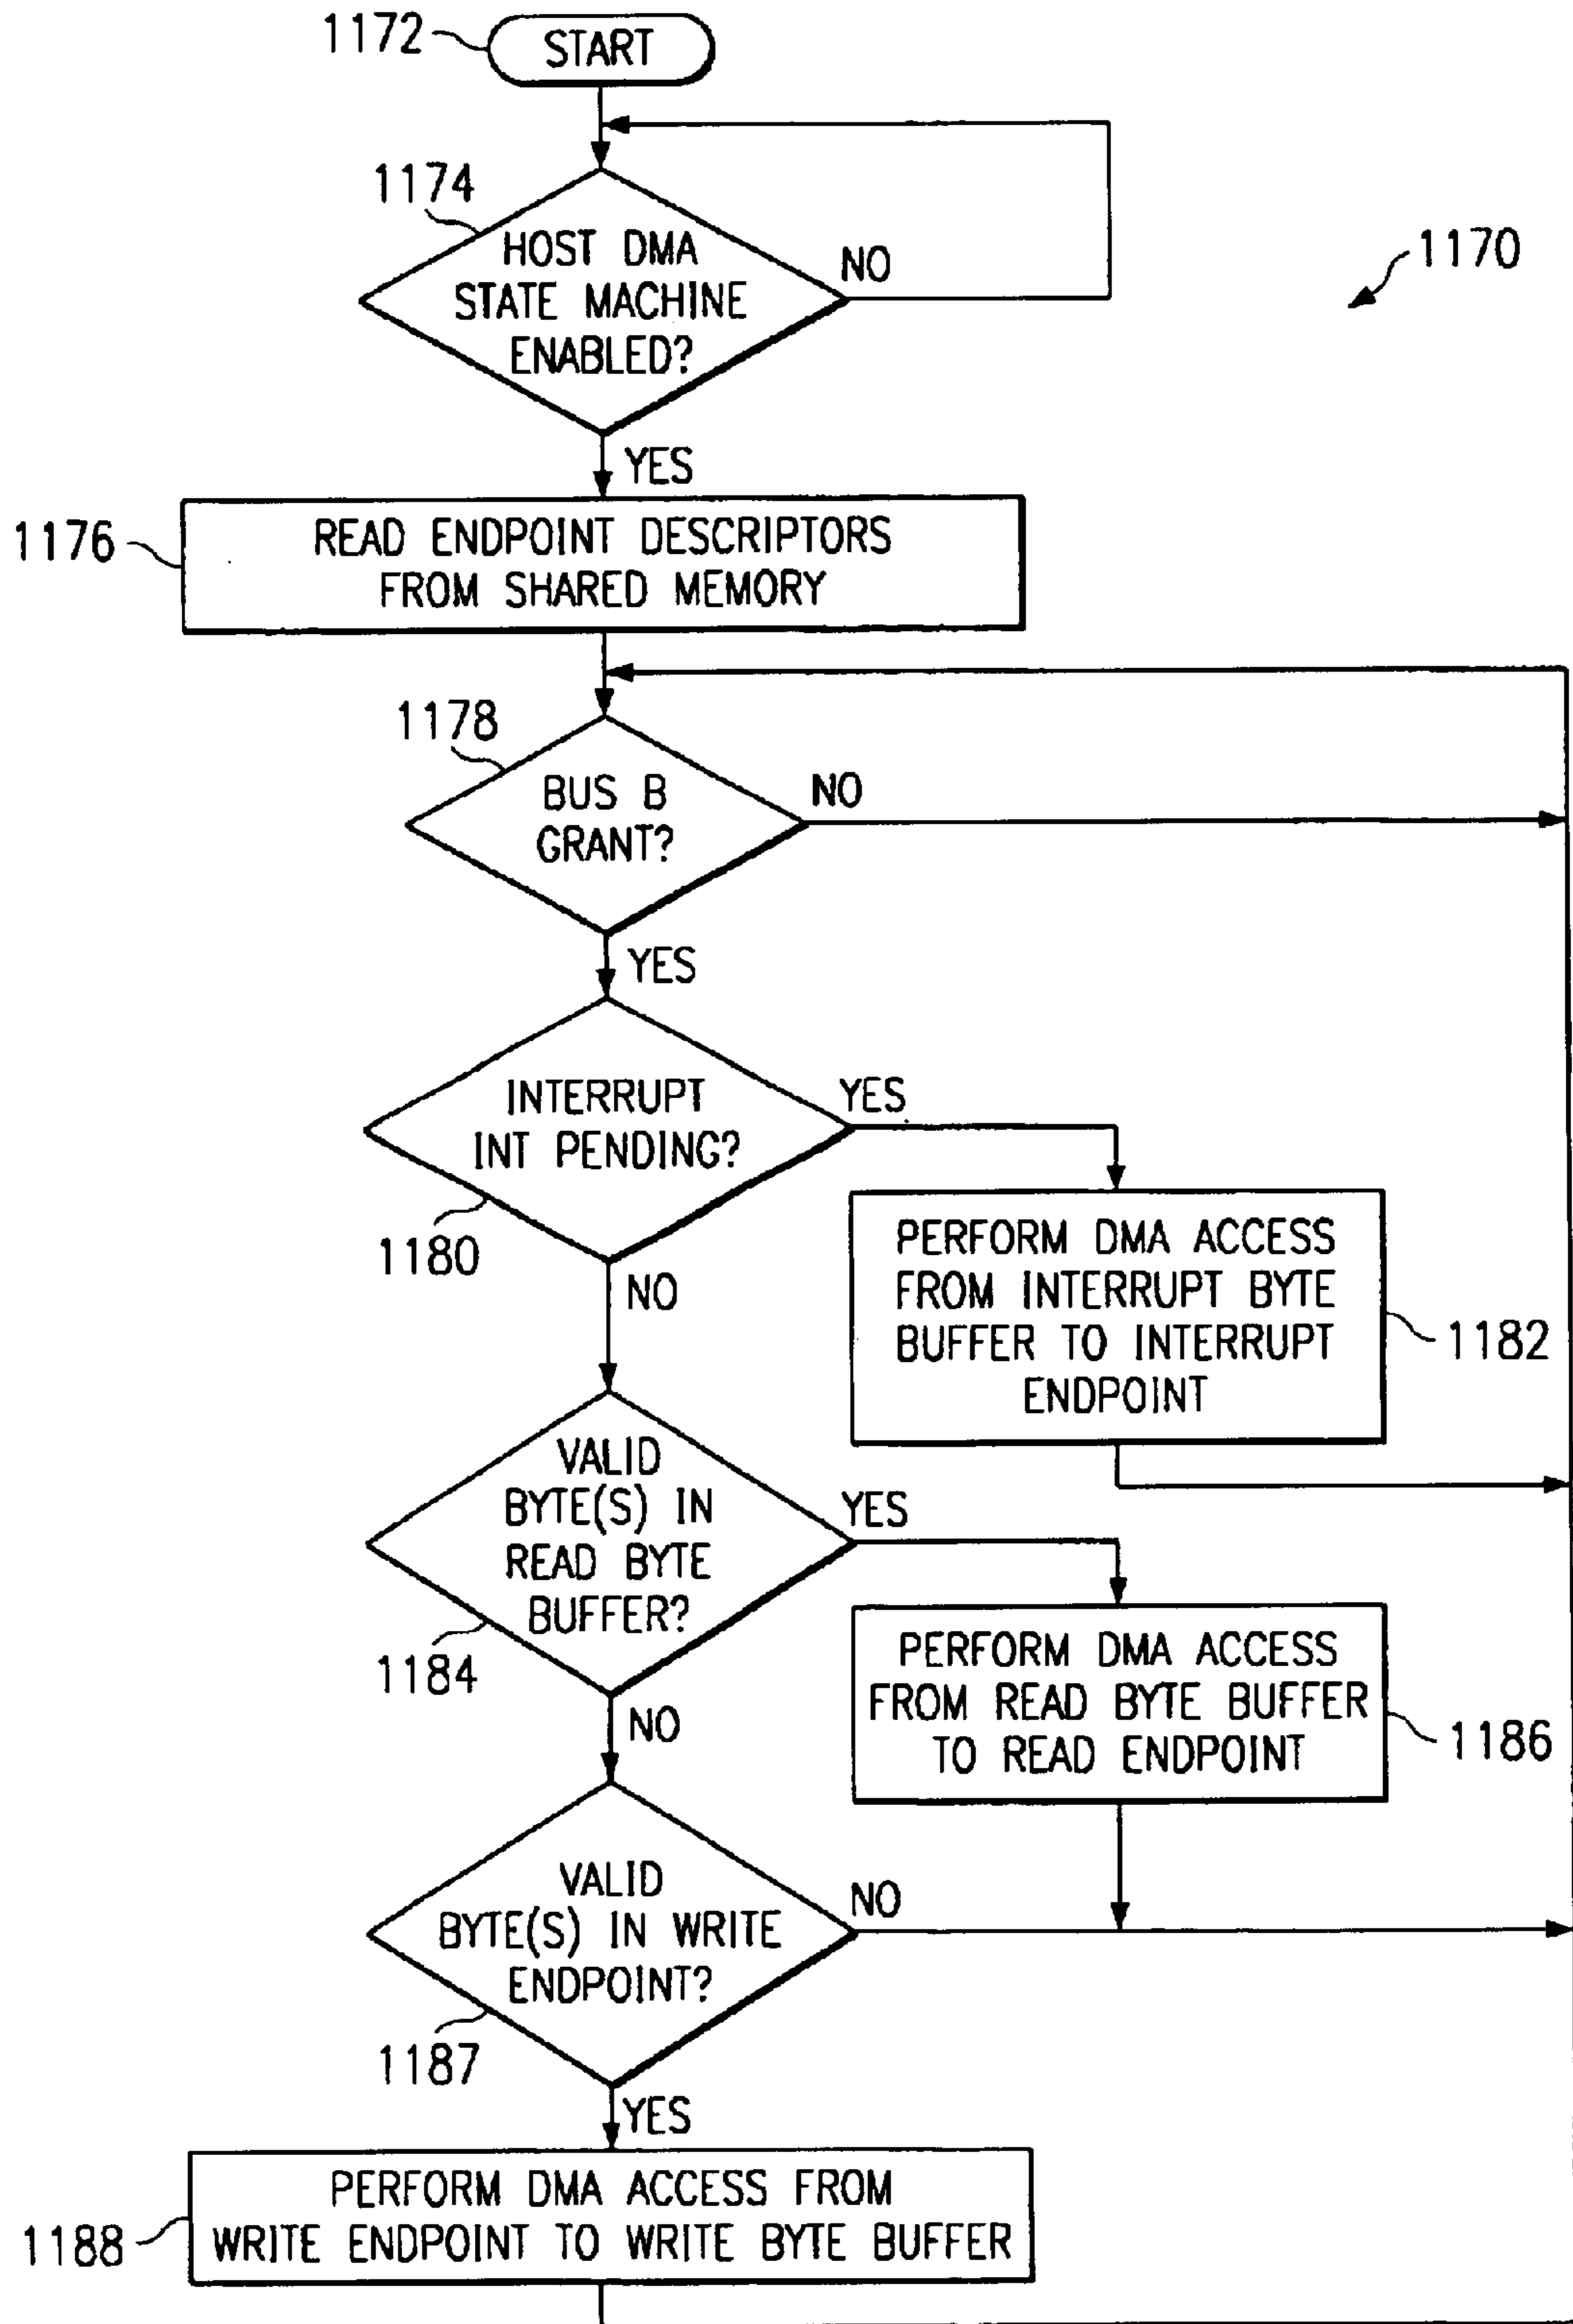 1172
START
1174
HOST DMA
STATE MACHINE
ENABLED?
NO
1170
YES
1176
READ ENDPOINT DESCRIPTORS
FROM SHARED MEMORY
1178
BUS B
GRANT?
NO
YES
INTERRUPT
INT PENDING?
YES
1180
NO
PERFORM DMA ACCESS
FROM INTERRUPT BYTE
BUFFER TO INTERRUPT
ENDPOINT
1182
VALID
BYTE(S) IN
READ BYTE
BUFFER?
YES
1184
NO
PERFORM DMA ACCESS
FROM READ BYTE BUFFER
TO READ ENDPOINT
1186
VALID
BYTE(S) IN WRITE
ENDPOINT?
NO
1187
YES
PERFORM DMA ACCESS FROM
WRITE ENDPOINT TO WRITE BYTE BUFFER
1188